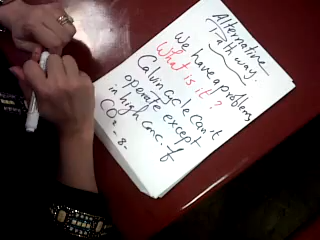 Alternative
Path way.
We have a problem,
What is it?
Calvin cycle can't
operate except
in high conc. of
CO2
-8-